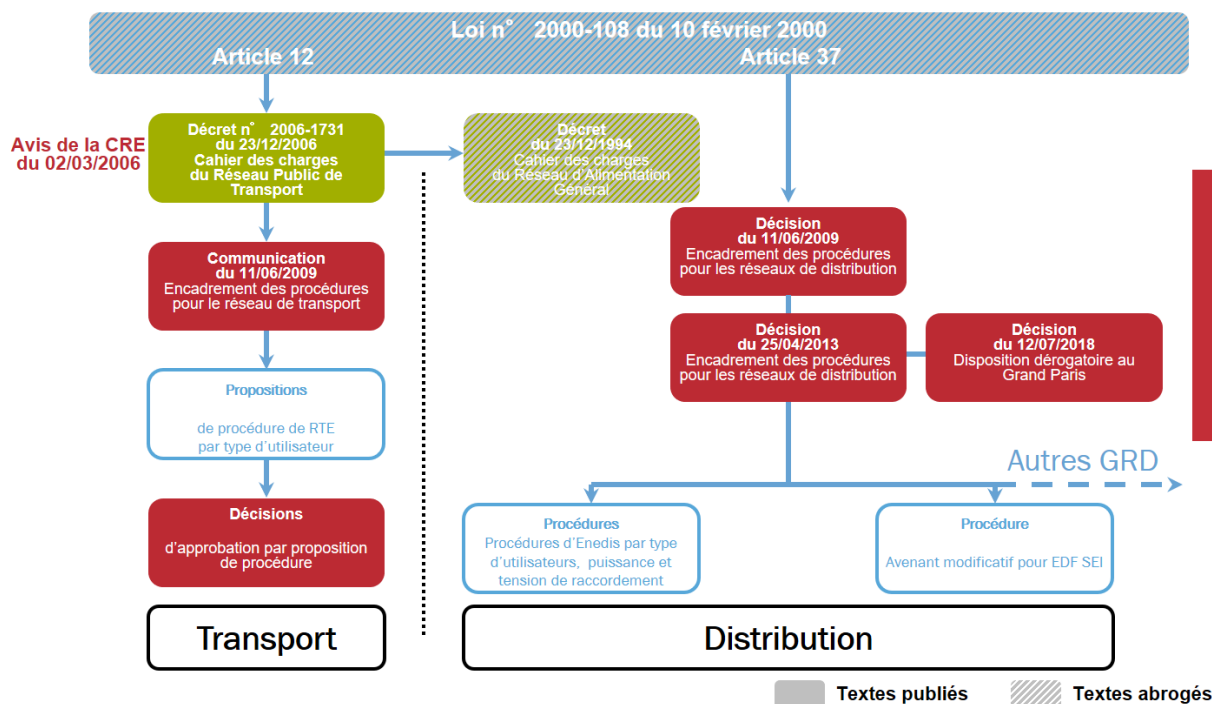 Loi n° 2000-108 du 10 février 2000
Article 12
Article 37
Avis de la CRE
du 02/03/2006
Décret n° 2006-1731
du 23/12/2006
Cahier des charges
du Réseau Public de
Transport
Décret
du 23/12/1994
Cahier des charges
du Réseau d'Alimentation
Général
Communication
du 11/06/2009
Encadrement des procédures
pour le réseau de transport
Propositions
de procédure de RTE
par type d'utilisateur
Décisions
d'approbation par proposition
de procédure
Décision
du 11/06/2009
Encadrement des procédures
pour les réseaux de distribution
Décision
du 25/04/2013
Encadrement des procédures
pour les réseaux de distribution
Décision
du 12/07/2018
Disposition dérogatoire au
Grand Paris
Autres GRD
Procédures
Procédures d'Enedis par type
d'utilisateurs, puissance et
tension de raccordement
Procédure
Avenant modificatif pour EDF SEI
Transport
Distribution
Textes publiés
Textes abrogés